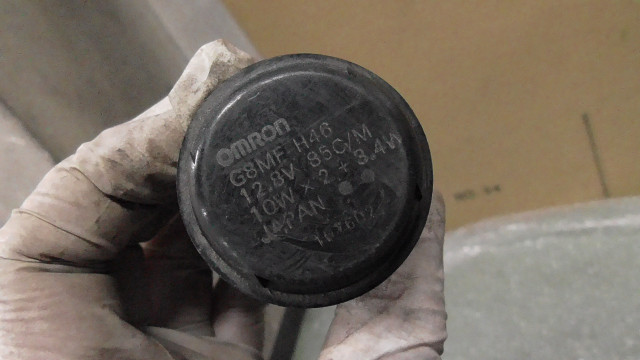 OMRON
G8MF H46
12.8V 85C/M
10W × 2 + 3.4W
JAPAN